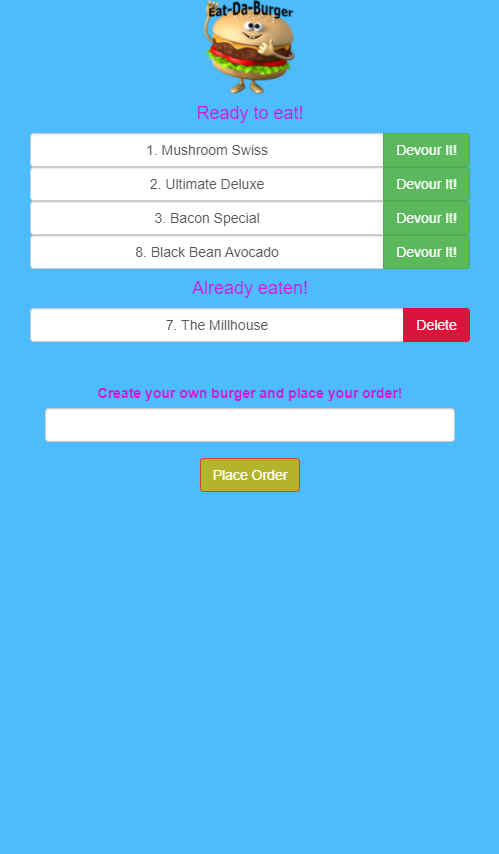 Eat-Da-Burger
Ready to eat!
1. Mushroom Swiss Devour It!
2. Ultimate Deluxe Devour It!
3. Bacon Special Devour It!
8. Black Bean Avocado Devour It!
Already eaten!
7. The Millhouse Delete
Create your own burger and place your order!
Place Order